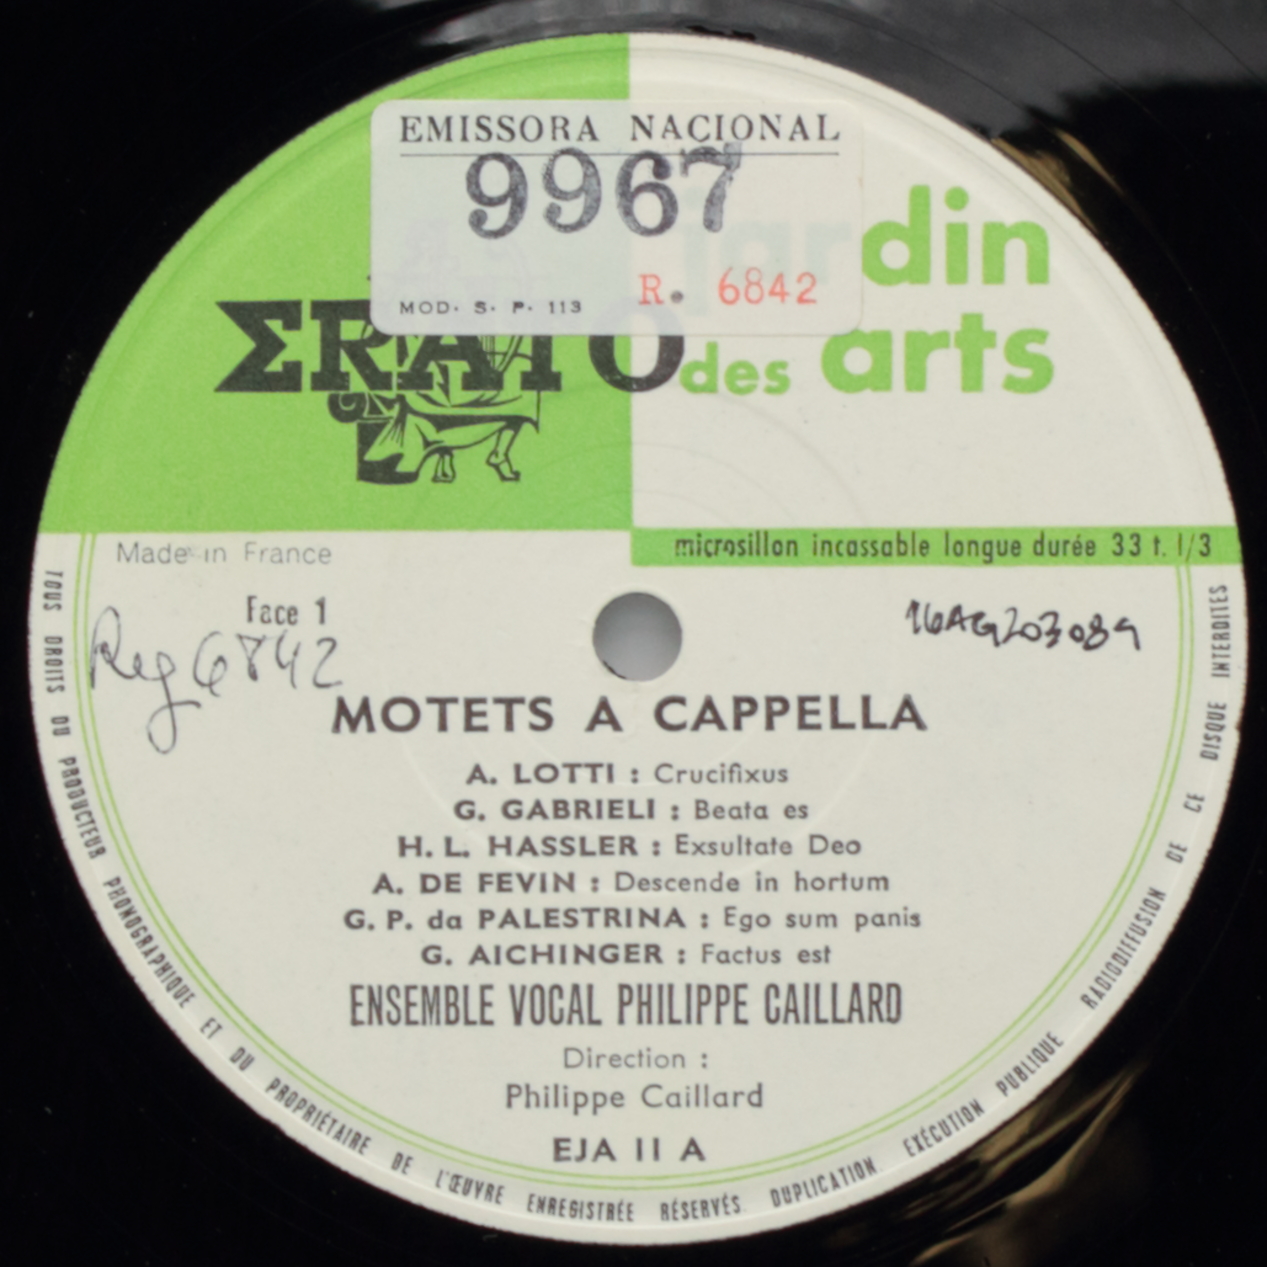 EMISSORA NACIONAL
9967
R. 6842
MOD. S. P. 113
jardin
ERATO
des arts
microsillon incassable longue durée 33 t. 1/3
Made in France
Face 1
Reg 6842
16AG203089
MOTETS A CAPPELLA
A. LOTTI : Crucifixus
G. GABRIELI : Beata es
H. L. HASSLER : Exsultate Deo
A. DE FEVIN : Descende in hortum
G. P. da PALESTRINA : Ego sum panis
G. AICHINGER : Factus est
ENSEMBLE VOCAL PHILIPPE CAILLARD
Direction :
Philippe Caillard
EJA 11 A
TOUS DROITS DU PRODUCTEUR PHONOGRAPHIQUE ET DU PROPRIÉTAIRE DE L'ŒUVRE ENREGISTRÉE RÉSERVÉS. DUPLICATION EXÉCUTION PUBLIQUE RADIODIFFUSION DE CE DISQUE INTERDITES